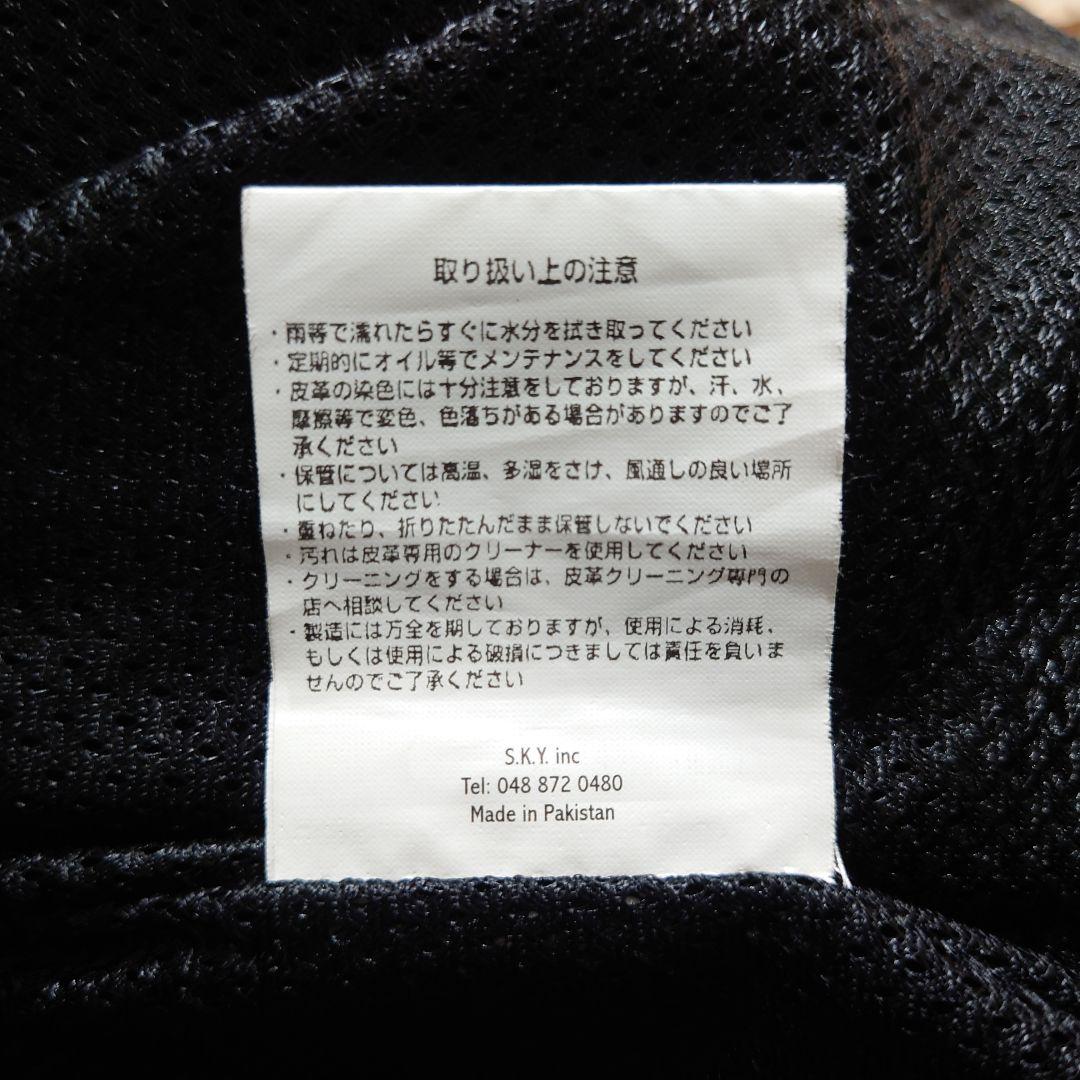 取り扱い上の注意
・雨等で濡れたらすぐに水分を拭き取ってください
・定期的にオイル等でメンテナンスをしてください
・皮革の染色には十分注意をしておりますが、汗、水、
摩擦等で変色、色落ちがある場合がありますのでご了
承ください
・保管については高温、多湿をさけ、風通しの良い場所
にしてください
・重ねたり、折りたたんだまま保管しないでください
・汚れは皮革専用のクリーナーを使用してください
・クリーニングをする場合は、皮革クリーニング専門の
店へ相談してください
・製造には万全を期しておりますが、使用による消耗、
もしくは使用による破損につきましては責任を負いま
せんのでご了承ください
S.K.Y. inc
Tel: 048 872 0480
Made in Pakistan